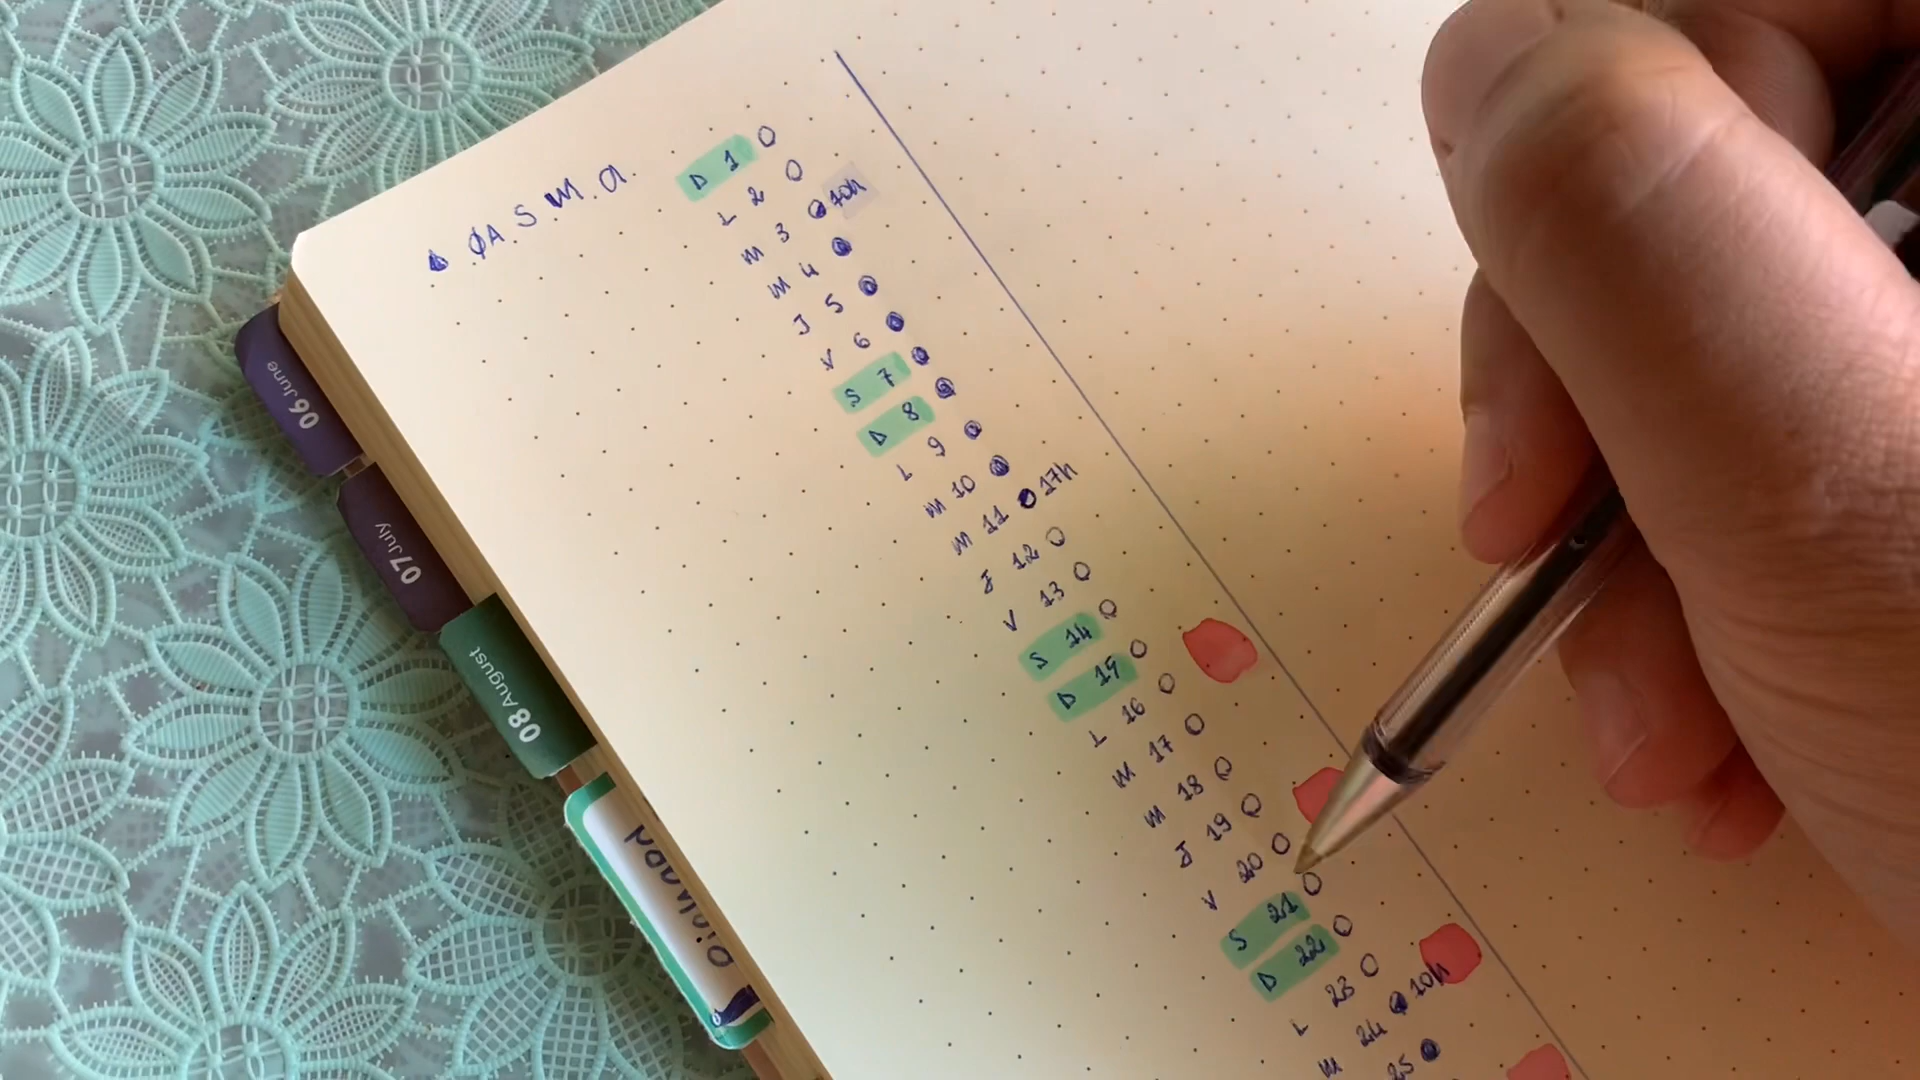 ØA.S.M.A.
D 1 O
L 2 O
M 3 10h
M 4
J 5
V 6
S 7
D 8
L 9
M 10
M 11 17h
J 12 O
V 13 O
S 14 O
D 15 O
L 16 O
M 17 O
M 18 O
J 19 O
V 20 O
S 21 O
D 22 O
L 23 O
M 24 10h
25
06 June
07 July
08 August